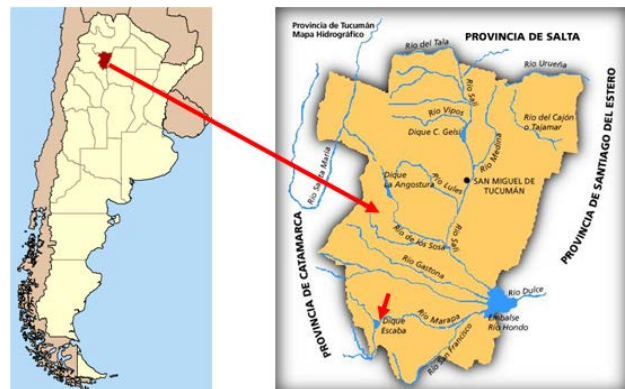 Provincia de Tucumán
Mapa Hidrográfico
PROVINCIA DE SALTA
Río del Tala
Río Urueña
Río Salí
Río Vipos
Río del Cajón
o Tajamar
Dique C. Gelsi
Río Medina
Río Santa María
Dique
La Angostura
Río Lules
SAN MIGUEL DE
TUCUMÁN
PROVINCIA DE SANTIAGO DEL ESTERO
Río de los Sosa
Río Salí
PROVINCIA DE CATAMARCA
Río Gastona
Río Dulce
Río Marapa
Embalse
Río Hondo
Dique
Escaba
Río San Francisco